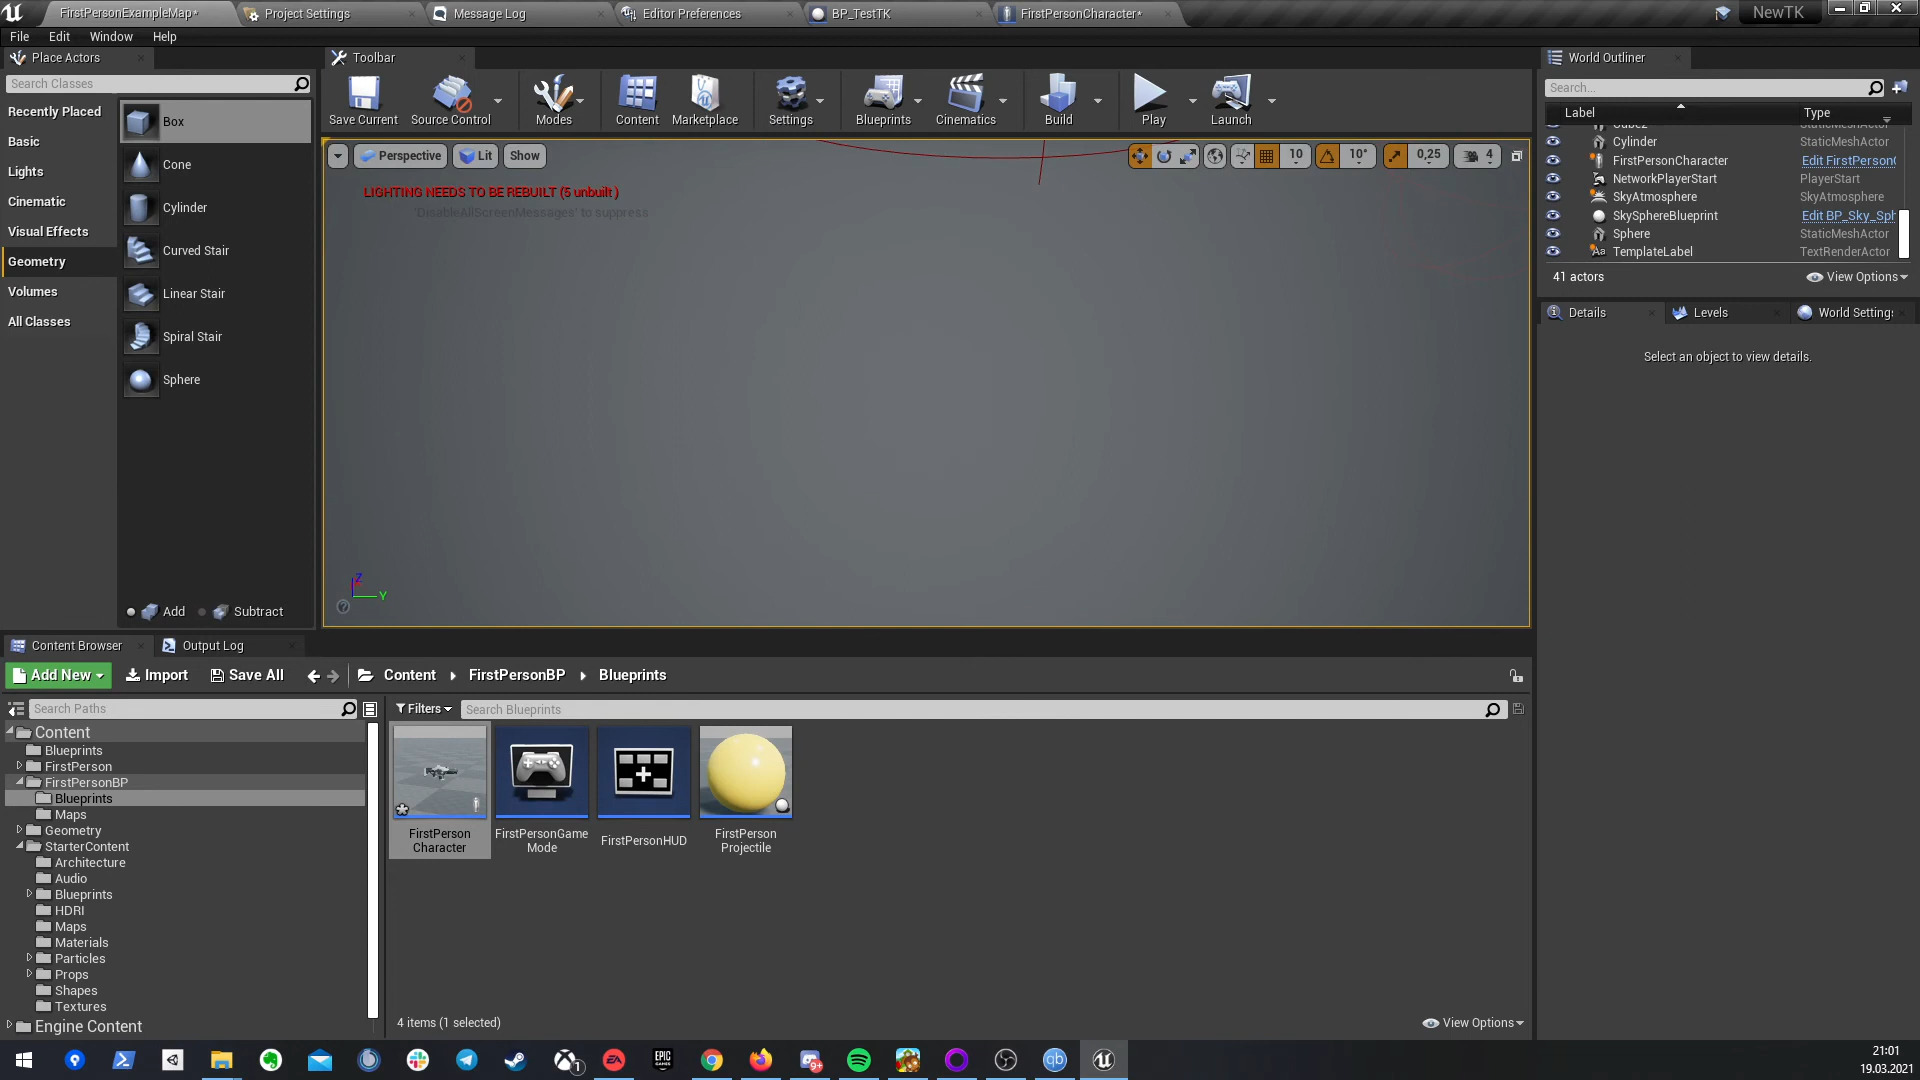 FirstPersonExampleMap*
Project Settings
Message Log
Editor Preferences
BP_TestTK
FirstPersonCharacter*
NewTK
File
Edit
Window
Help
Place Actors
Toolbar
World Outliner
Search Classes
Recently Placed
Basic
Lights
Cinematic
Visual Effects
Geometry
Volumes
All Classes
Box
Cone
Cylinder
Curved Stair
Linear Stair
Spiral Stair
Sphere
Add
Subtract
Save Current
Source Control
Modes
Content
Marketplace
Settings
Blueprints
Cinematics
Build
Play
Launch
Perspective
Lit
Show
10
10°
0,25
4
LIGHTING NEEDS TO BE REBUILT (5 unbuilt )
'DisableAllScreenMessages' to suppress
Z
Y
Search...
Label
Type
Cube2
StaticMeshActor
Cylinder
StaticMeshActor
FirstPersonCharacter
Edit FirstPerson
NetworkPlayerStart
PlayerStart
SkyAtmosphere
SkyAtmosphere
SkySphereBlueprint
Edit BP_Sky_Sph
Sphere
StaticMeshActor
TemplateLabel
TextRenderActor
41 actors
View Options
Details
Levels
World Settings
Select an object to view details.
Content Browser
Output Log
Add New
Import
Save All
Content
FirstPersonBP
Blueprints
Search Paths
Filters
Search Blueprints
Content
Blueprints
FirstPerson
FirstPersonBP
Blueprints
Maps
Geometry
StarterContent
Architecture
Audio
Blueprints
HDRI
Maps
Materials
Particles
Props
Shapes
Textures
Engine Content
FirstPerson
Character
FirstPersonGame
Mode
FirstPersonHUD
FirstPerson
Projectile
4 items (1 selected)
View Options
EA
EPIC
GAMES
1
9+
qb
21:01
19.03.2021